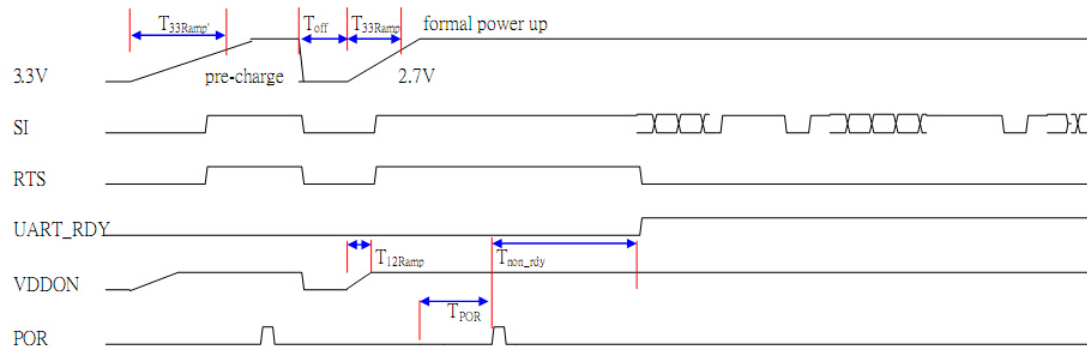 T33Ramp' Toff T33Ramp formal power up
3.3V pre-charge 2.7V
SI
RTS
UART_RDY
T12Ramp Tnon_rdy
VDDON
TPOR
POR